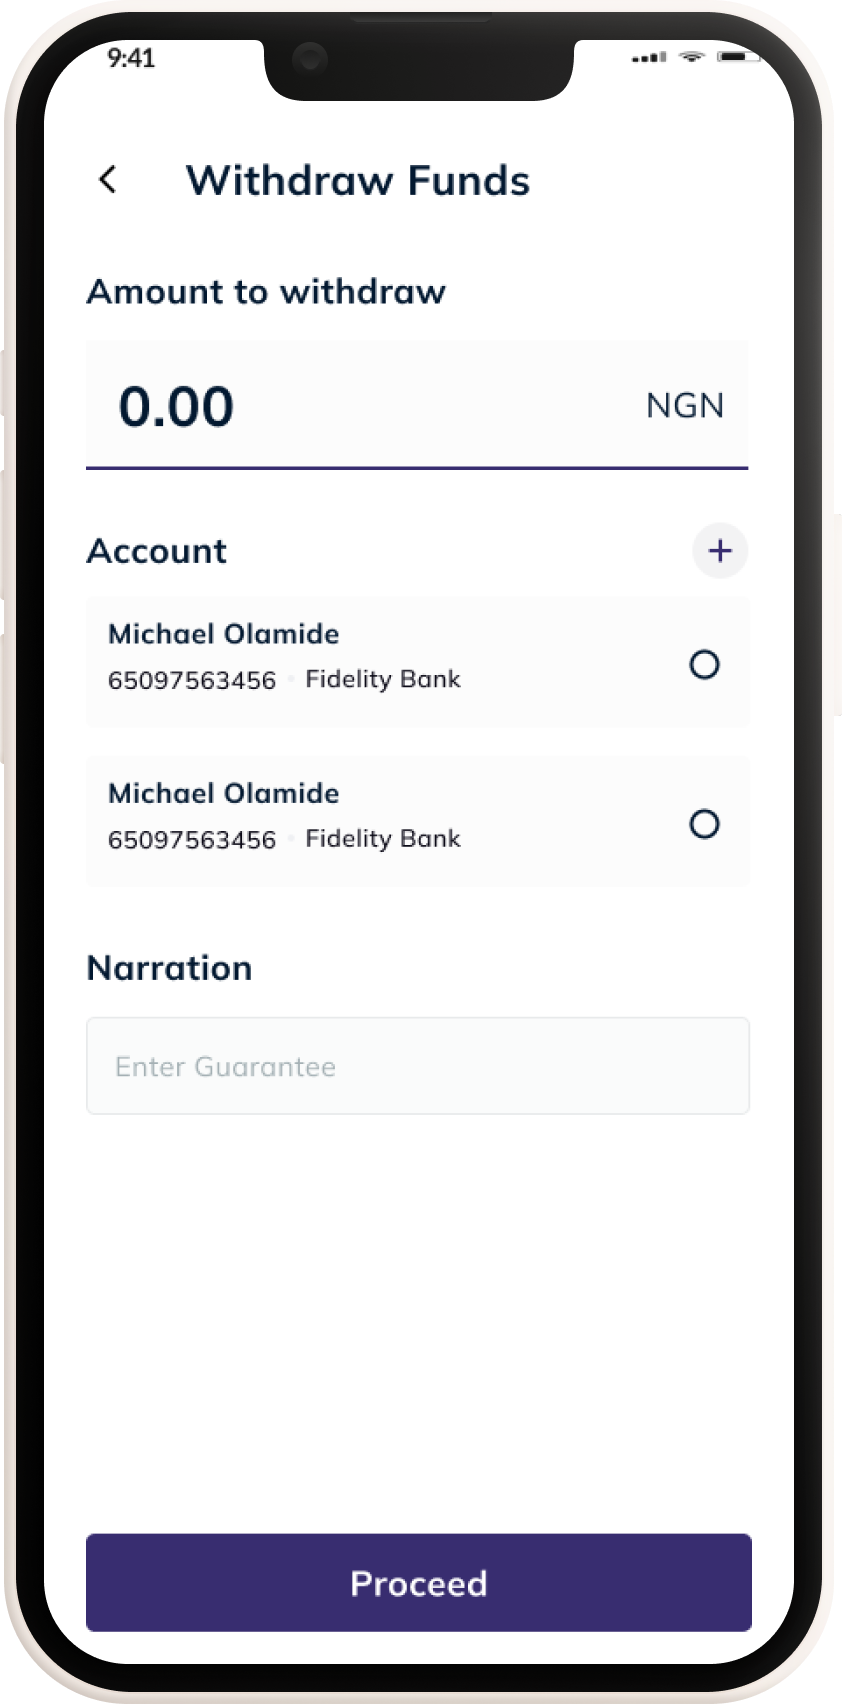 9:41
Withdraw Funds
Amount to withdraw
0.00 NGN
Account +
Michael Olamide
65097563456 • Fidelity Bank
Michael Olamide
65097563456 • Fidelity Bank
Narration
Enter Guarantee
Proceed